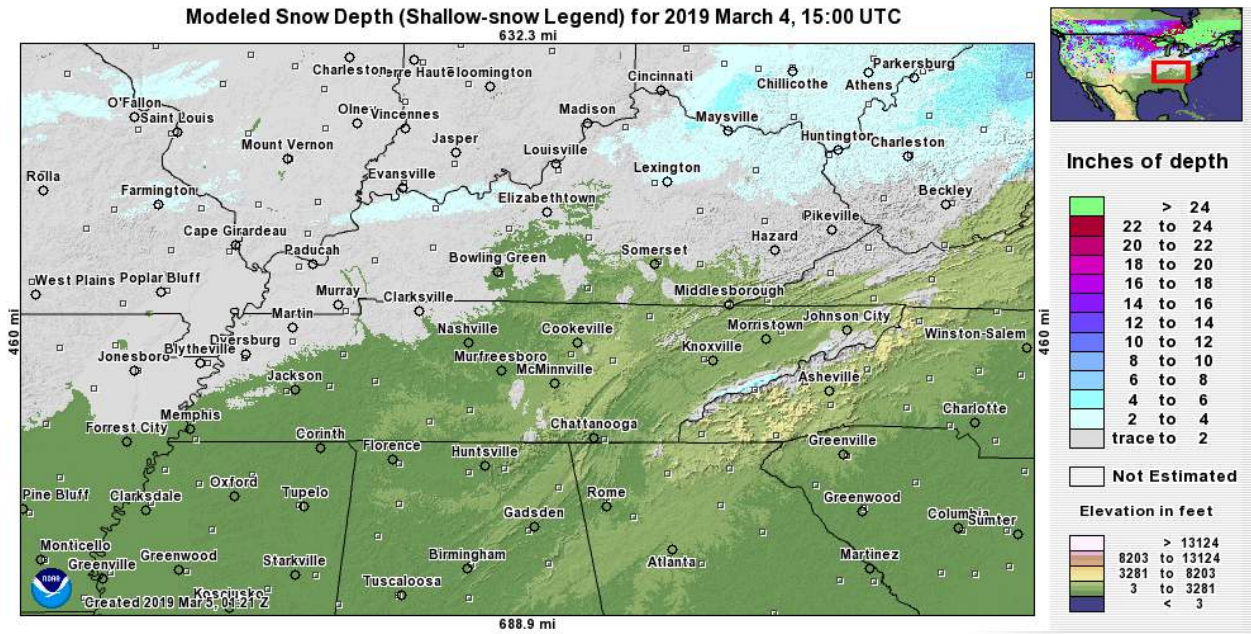 Modeled Snow Depth (Shallow-snow Legend) for 2019 March 4, 15:00 UTC
632.3 mi
Charleston
erre Haute
Bloomington
Cincinnati
Chillicothe
Parkersburg
Athens
O'Fallon
Saint Louis
Olney
Vincennes
Madison
Maysville
Mount Vernon
Jasper
Louisville
Huntington
Charleston
Rolla
Farmington
Evansville
Lexington
Elizabethtown
Beckley
Cape Girardeau
Pikeville
Paducah
Bowling Green
Somerset
Hazard
West Plains
Poplar Bluff
Murray
Clarksville
Middlesborough
Martin
Nashville
Cookeville
Morristown
Johnson City
Winston-Salem
460 mi
460 mi
Jonesboro
Blytheville
Dyersburg
Murfreesboro
McMinnville
Knoxville
Jackson
Asheville
Memphis
Forrest City
Corinth
Florence
Huntsville
Chattanooga
Greenville
Charlotte
Pine Bluff
Clarksdale
Oxford
Tupelo
Rome
Greenwood
Gadsden
Columbia
Sumter
Monticello
Greenville
Greenwood
Starkville
Birmingham
Atlanta
Martinez
Tuscaloosa
Kosciusko
NOAA
Created 2019 Mar 5, 01:21 Z
688.9 mi
Inches of depth
> 24
22 to 24
20 to 22
18 to 20
16 to 18
14 to 16
12 to 14
10 to 12
8 to 10
6 to 8
4 to 6
2 to 4
trace to 2
Not Estimated
Elevation in feet
> 13124
8203 to 13124
3281 to 8203
3 to 3281
< 3